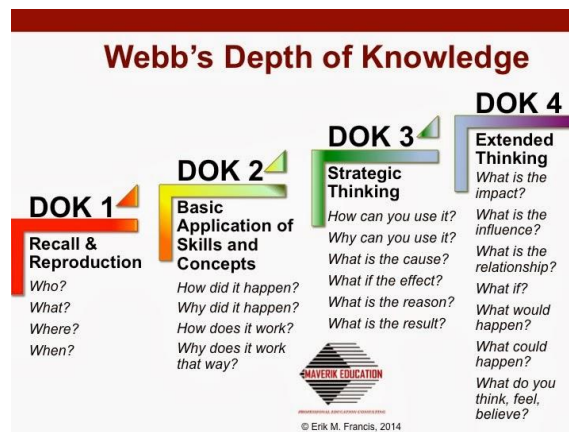 Webb's Depth of Knowledge
DOK 1
Recall &
Reproduction
Who?
What?
Where?
When?
DOK 2
Basic
Application of
Skills and
Concepts
How did it happen?
Why did it happen?
How does it work?
Why does it work
that way?
DOK 3
Strategic
Thinking
How can you use it?
Why can you use it?
What is the cause?
What if the effect?
What is the reason?
What is the result?
DOK 4
Extended
Thinking
What is the
impact?
What is the
influence?
What is the
relationship?
What if?
What would
happen?
What could
happen?
What do you
think, feel,
believe?
MAVERIK EDUCATION
PROFESSIONAL EDUCATION CONSULTING
© Erik M. Francis, 2014